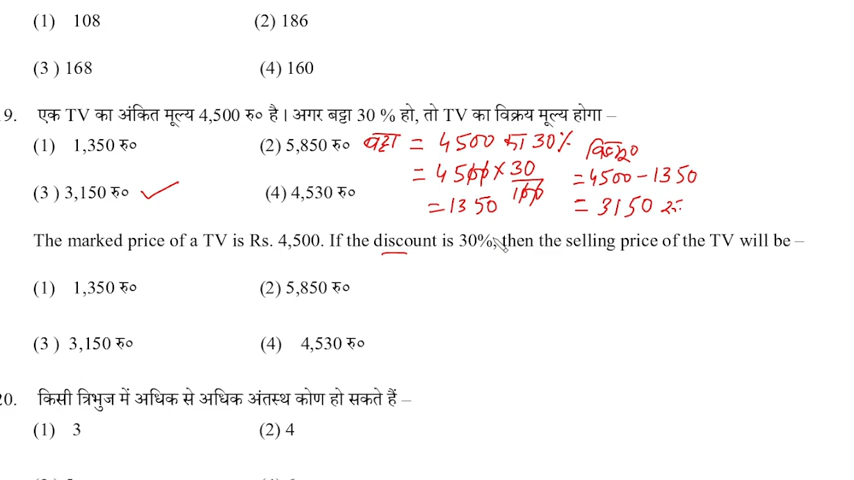 (1) 108 (2) 186
(3 ) 168 (4) 160
9. एक TV का अंकित मूल्य 4,500 रु० है। अगर बट्टा 30 % हो, तो TV का विक्रय मूल्य होगा –
(1) 1,350 रु० (2) 5,850 रु० बट्टा = 4500 का 30% वि०मू०
= 4500 × 30/100 = 4500 - 1350
(3 ) 3,150 रु० (4) 4,530 रु०
= 1350 = 3150 रु.
The marked price of a TV is Rs. 4,500. If the discount is 30%, then the selling price of the TV will be –
(1) 1,350 रु० (2) 5,850 रु०
(3 ) 3,150 रु० (4) 4,530 रु०
20. किसी त्रिभुज में अधिक से अधिक अंतस्थ कोण हो सकते हैं –
(1) 3 (2) 4